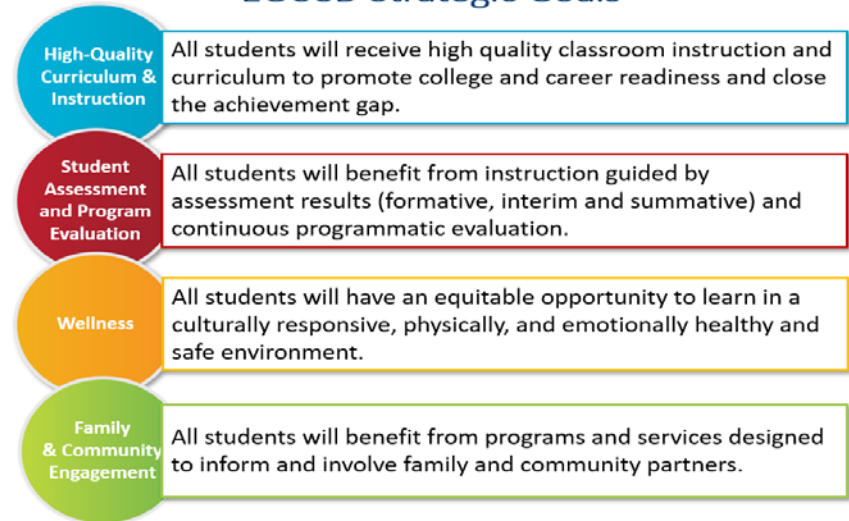 EGUSD Strategic Goals
High-Quality
Curriculum &
Instruction
All students will receive high quality classroom instruction and
curriculum to promote college and career readiness and close
the achievement gap.
Student
Assessment
and Program
Evaluation
All students will benefit from instruction guided by
assessment results (formative, interim and summative) and
continuous programmatic evaluation.
Wellness
All students will have an equitable opportunity to learn in a
culturally responsive, physically, and emotionally healthy and
safe environment.
Family
& Community
Engagement
All students will benefit from programs and services designed
to inform and involve family and community partners.